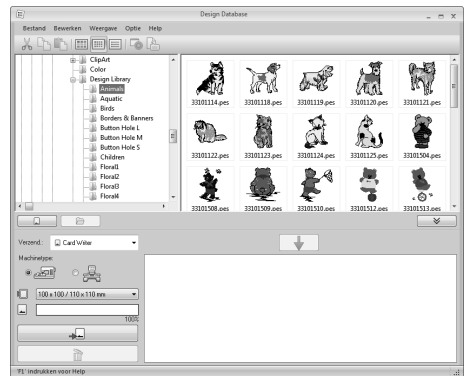 Design Database
Bestand Bewerken Weergave Optie Help
ClipArt
Color
Design Library
Animals
Aquatic
Birds
Borders & Banners
Button Hole L
Button Hole M
Button Hole S
Children
Floral1
Floral2
Floral3
Floral4
33101114.pes 33101118.pes 33101119.pes 33101120.pes 33101121.pes
33101122.pes 33101123.pes 33101124.pes 33101125.pes 33101504.pes
33101508.pes 33101509.pes 33101510.pes 33101512.pes 33101513.pes
Verzend.: Card Writer
Machinetype:
100 x 100 / 110 x 110 mm
100%
'F1' indrukken voor Help